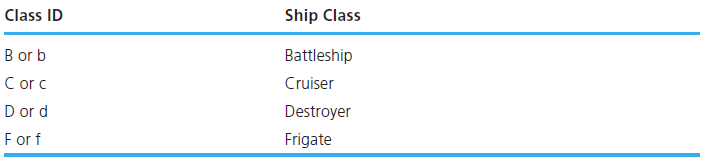 Class ID Ship Class
B or b Battleship
C or c Cruiser
D or d Destroyer
F or f Frigate